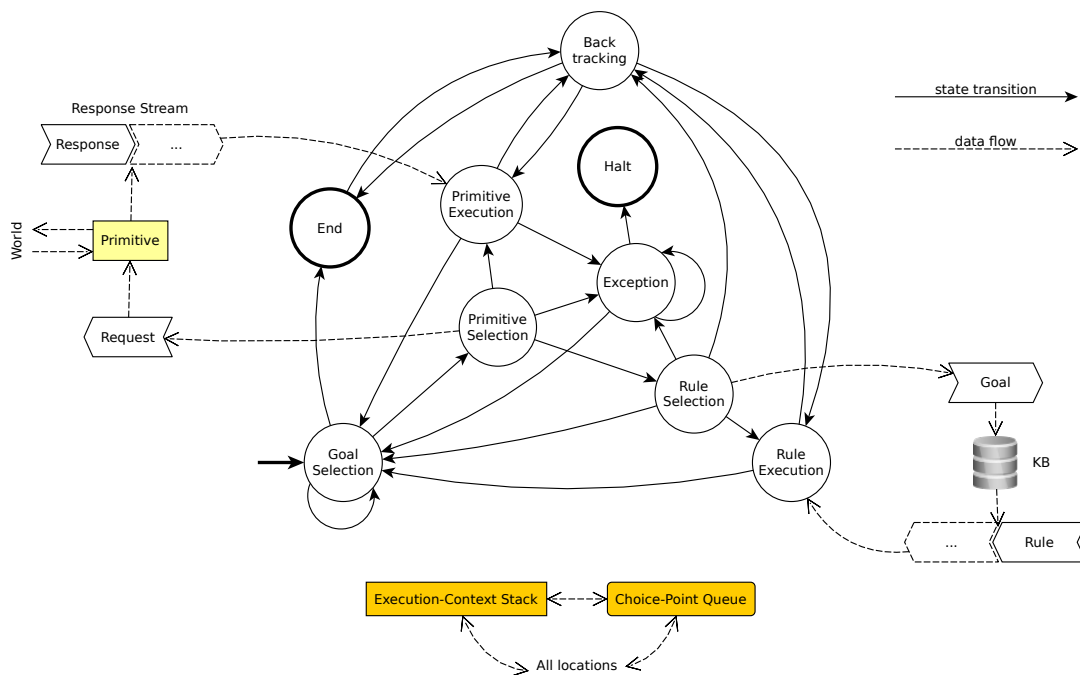 Back
tracking
state transition
Response Stream
Response
...
data flow
Halt
Primitive
Execution
End
World
Primitive
Exception
Primitive
Selection
Request
Rule
Selection
Goal
Goal
Selection
Rule
Execution
KB
...
Rule
Execution-Context Stack
Choice-Point Queue
All locations